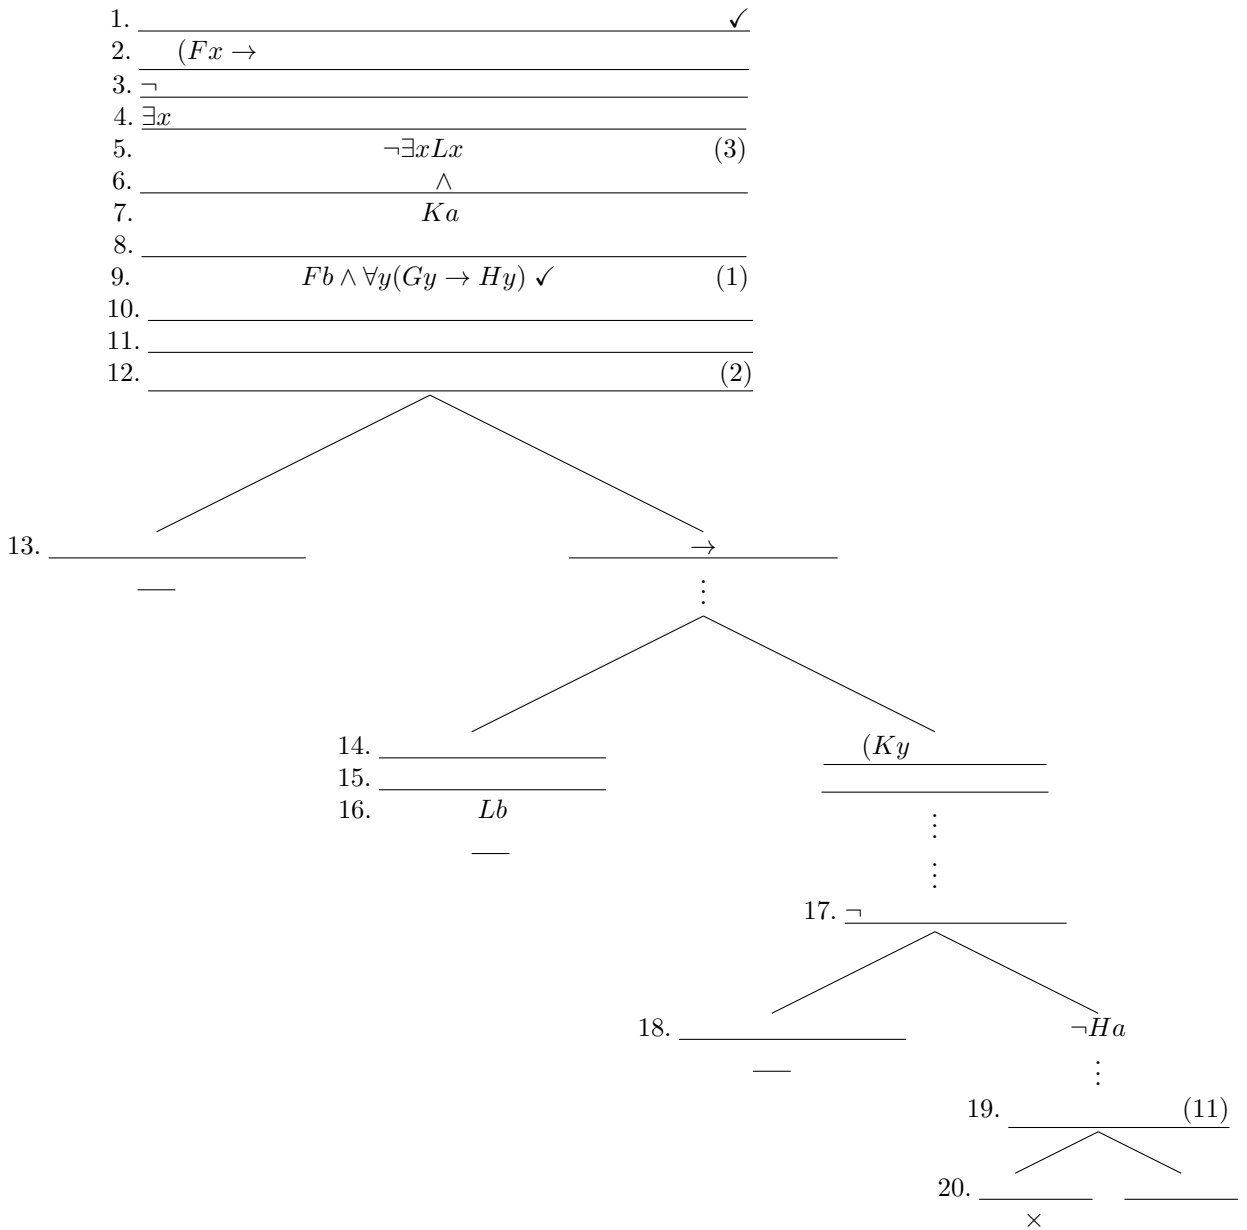 1. ✓
2. (Fx →
3. ¬
4. ∃x
5. ¬∃xLx (3)
6. ∧
7. Ka
8.
9. Fb ∧ ∀y(Gy → Hy) ✓ (1)
10.
11.
12. (2)
13. →
⋮
14. (Ky
15.
16. Lb
⋮
⋮
17. ¬
18. ¬Ha
⋮
19. (11)
20.
×